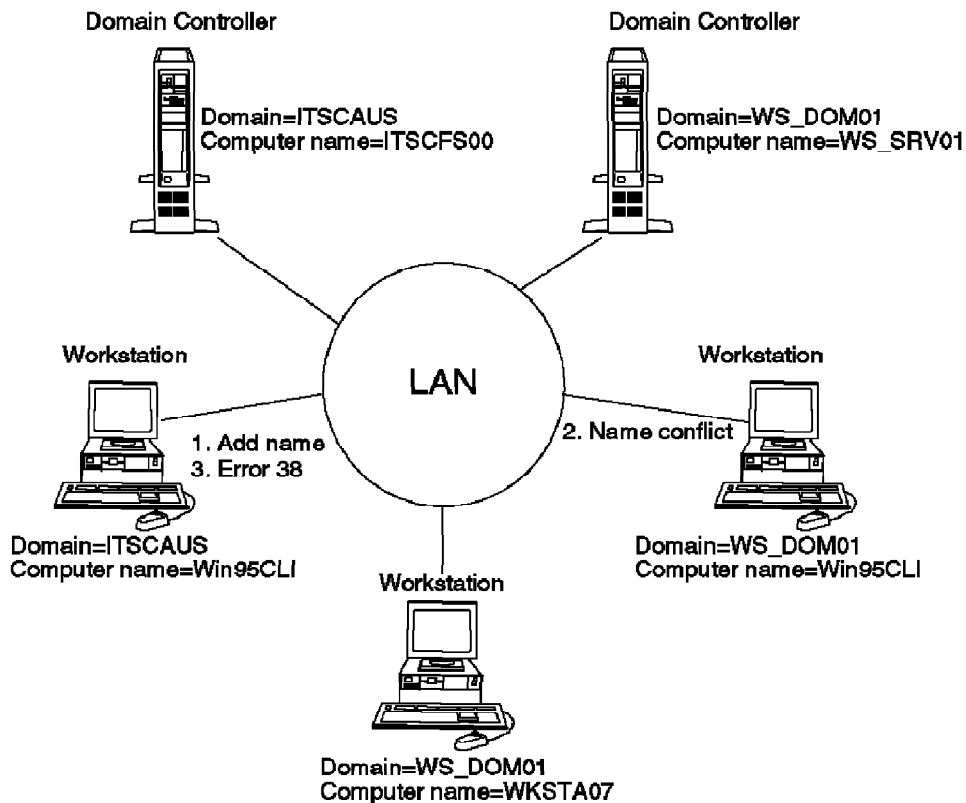 Domain Controller
Domain=ITSCAUS
Computer name=ITSCFS00
Domain Controller
Domain=WS_DOM01
Computer name=WS_SRV01
LAN
Workstation
1. Add name
3. Error 38
Domain=ITSCAUS
Computer name=Win95CLI
Workstation
2. Name conflict
Domain=WS_DOM01
Computer name=Win95CLI
Workstation
Domain=WS_DOM01
Computer name=WKSTA07